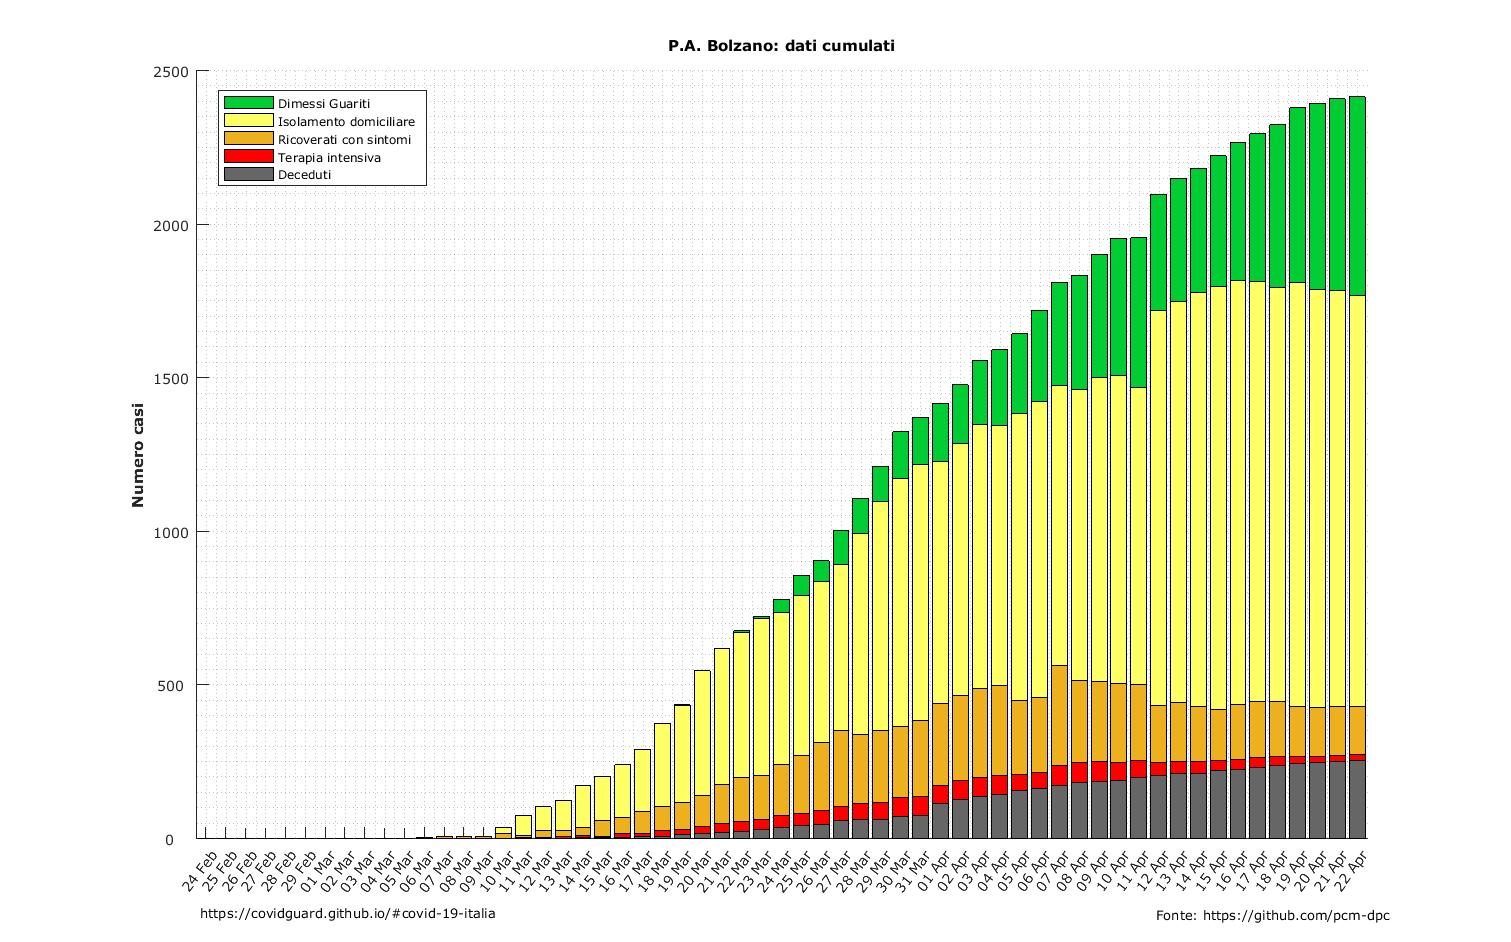 P.A. Bolzano: dati cumulati
2500
2000
1500
1000
500
0
Numero casi
Dimessi Guariti
Isolamento domiciliare
Ricoverati con sintomi
Terapia intensiva
Deceduti
24 Feb
25 Feb
26 Feb
27 Feb
28 Feb
29 Feb
01 Mar
02 Mar
03 Mar
04 Mar
05 Mar
06 Mar
07 Mar
08 Mar
09 Mar
10 Mar
11 Mar
12 Mar
13 Mar
14 Mar
15 Mar
16 Mar
17 Mar
18 Mar
19 Mar
20 Mar
21 Mar
22 Mar
23 Mar
24 Mar
25 Mar
26 Mar
27 Mar
28 Mar
29 Mar
30 Mar
31 Mar
01 Apr
02 Apr
03 Apr
04 Apr
05 Apr
06 Apr
07 Apr
08 Apr
09 Apr
10 Apr
11 Apr
12 Apr
13 Apr
14 Apr
15 Apr
16 Apr
17 Apr
18 Apr
19 Apr
20 Apr
21 Apr
22 Apr
https://covidguard.github.io/#covid-19-italia
Fonte: https://github.com/pcm-dpc